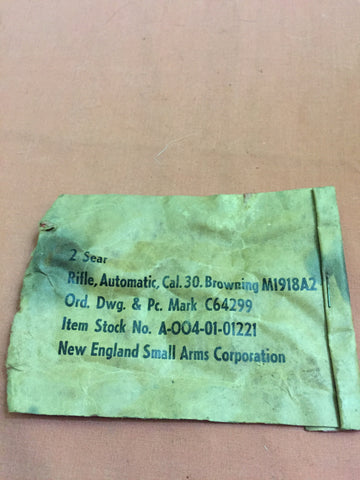 2 Sear
Rifle, Automatic, Cal. 30. Browning M1918A2
Ord. Dwg. & Pc. Mark C64299
Item Stock No. A-004-01-01221
New England Small Arms Corporation